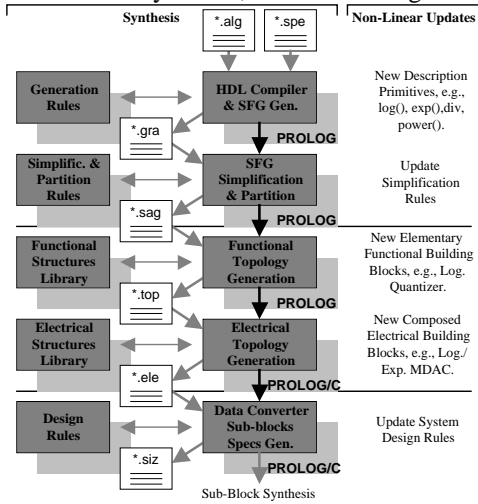 Synthesis
Non-Linear Updates
*.alg
*.spe
Generation
Rules
HDL Compiler
& SFG Gen.
New Description
Primitives, e.g.,
log(), exp(),div,
power().
*.gra
PROLOG
Simplific. &
Partition
Rules
SFG
Simplification
& Partition
Update
Simplification
Rules
*.sag
PROLOG
Functional
Structures
Library
Functional
Topology
Generation
New Elementary
Functional Building
Blocks, e.g., Log.
Quantizer.
*.top
PROLOG
Electrical
Structures
Library
Electrical
Topology
Generation
New Composed
Electrical Building
Blocks, e.g., Log./
Exp. MDAC.
*.ele
PROLOG/C
Design
Rules
Data Converter
Sub-blocks
Specs Gen.
Update System
Design Rules
*.siz
PROLOG/C
Sub-Block Synthesis